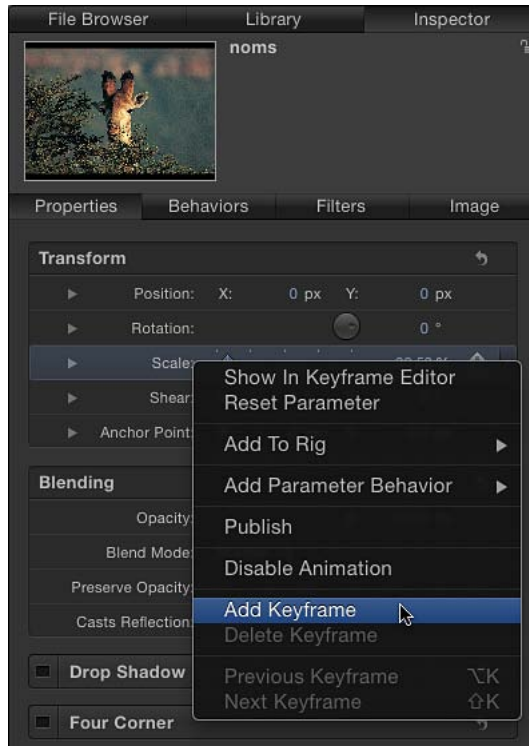 File Browser Library Inspector
noms
Properties Behaviors Filters Image
Transform
Position: X: 0 px Y: 0 px
Rotation: 0 °
Scale:
Show In Keyframe Editor
Reset Parameter
Shear:
Anchor Point:
Add To Rig
Blending
Add Parameter Behavior
Opacity:
Publish
Blend Mode:
Disable Animation
Preserve Opacity:
Add Keyframe
Casts Reflection:
Delete Keyframe
Drop Shadow
Previous Keyframe ⌥K
Next Keyframe ⇧K
Four Corner